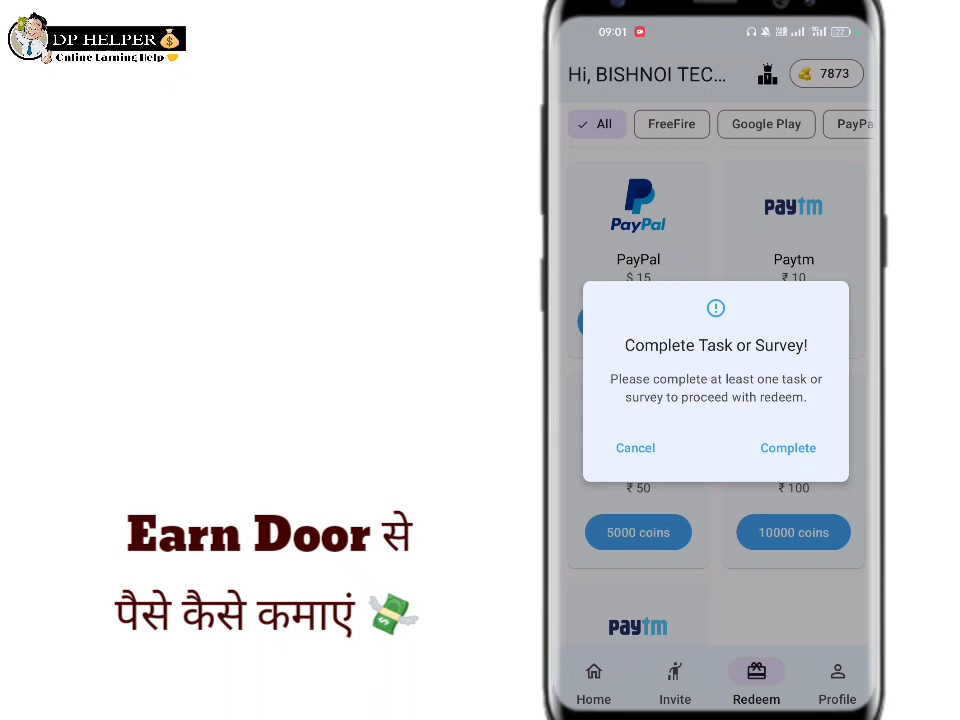 DP HELPER
Online Larning Help
09:01
22
Hi, BISHNOI TEC...
7873
All
FreeFire
Google Play
PayPa
PayPal
paytm
PayPal
Paytm
$ 15
₹ 10
Complete Task or Survey!
Please complete at least one task or
survey to proceed with redeem.
Cancel
Complete
₹ 50
₹ 100
5000 coins
10000 coins
paytm
Home
Invite
Redeem
Profile
Earn Door से
पैसे कैसे कमाएं